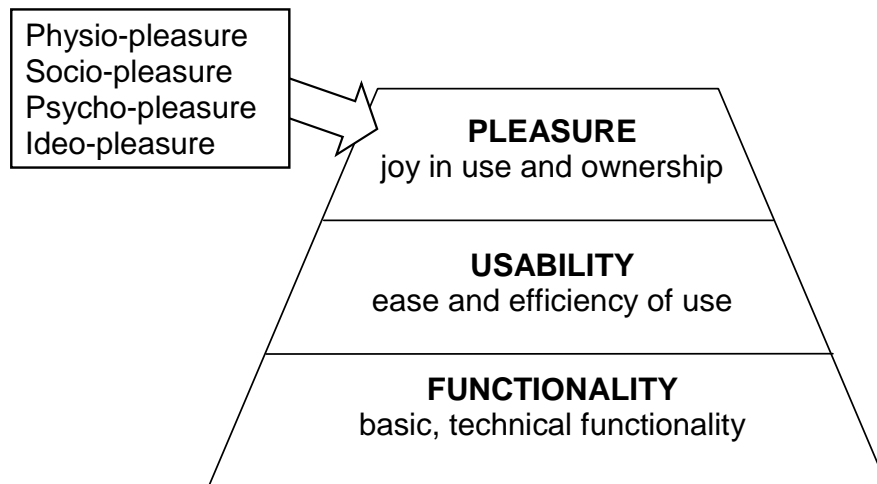 Physio-pleasure
Socio-pleasure
Psycho-pleasure
Ideo-pleasure
PLEASURE
joy in use and ownership
USABILITY
ease and efficiency of use
FUNCTIONALITY
basic, technical functionality